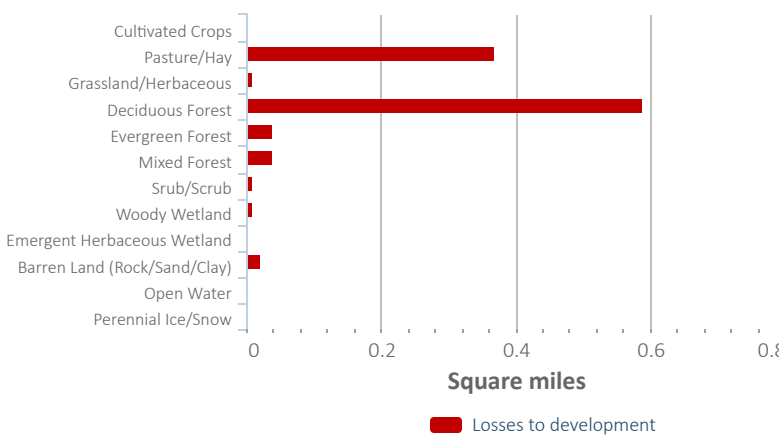 Cultivated Crops
Pasture/Hay
Grassland/Herbaceous
Deciduous Forest
Evergreen Forest
Mixed Forest
Srub/Scrub
Woody Wetland
Emergent Herbaceous Wetland
Barren Land (Rock/Sand/Clay)
Open Water
Perennial Ice/Snow
0 0.2 0.4 0.6 0.8
Square miles
Losses to development